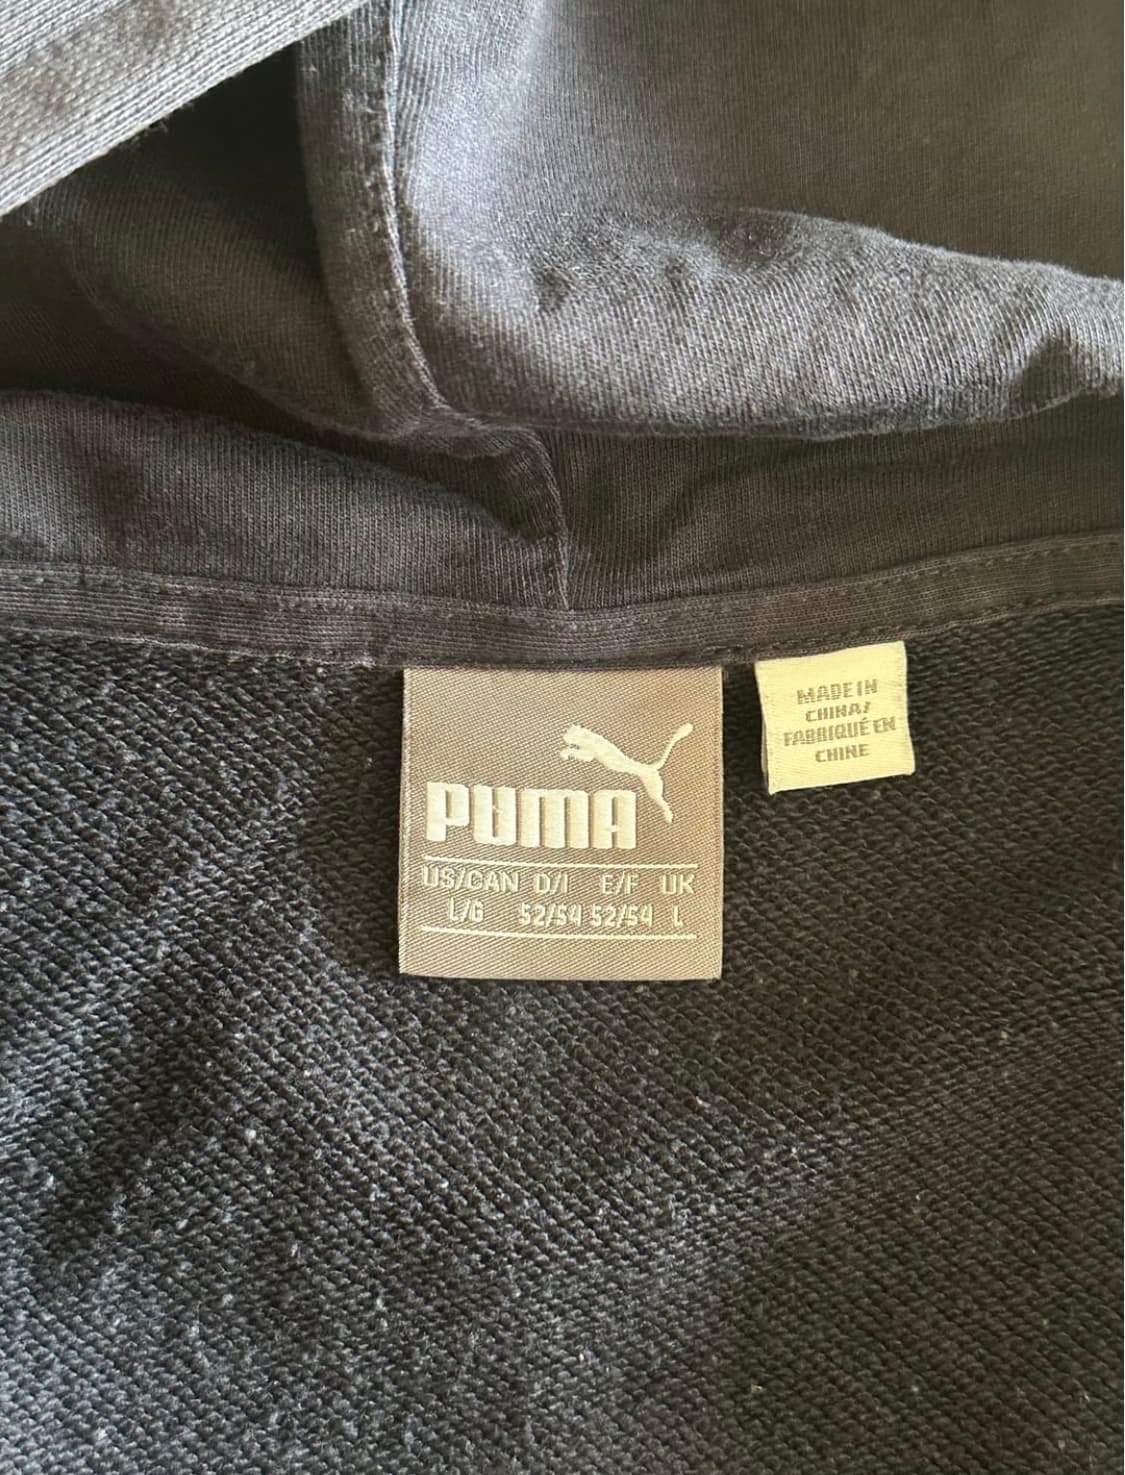 PUMA
US/CAN D/I E/F UK
L/G 52/54 52/54 L
MADE IN
CHINA/
FABRIQUÉ EN
CHINE